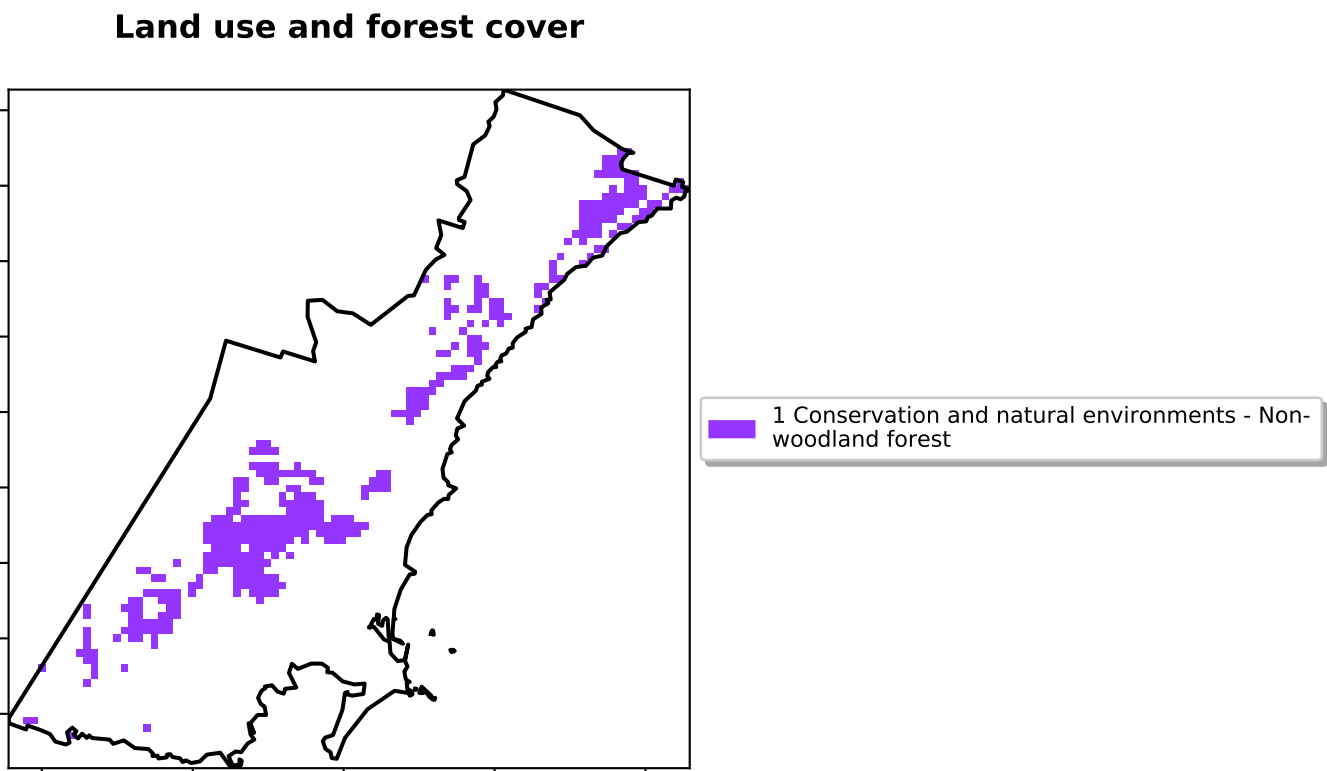 Land use and forest cover
1 Conservation and natural environments - Non-
woodland forest